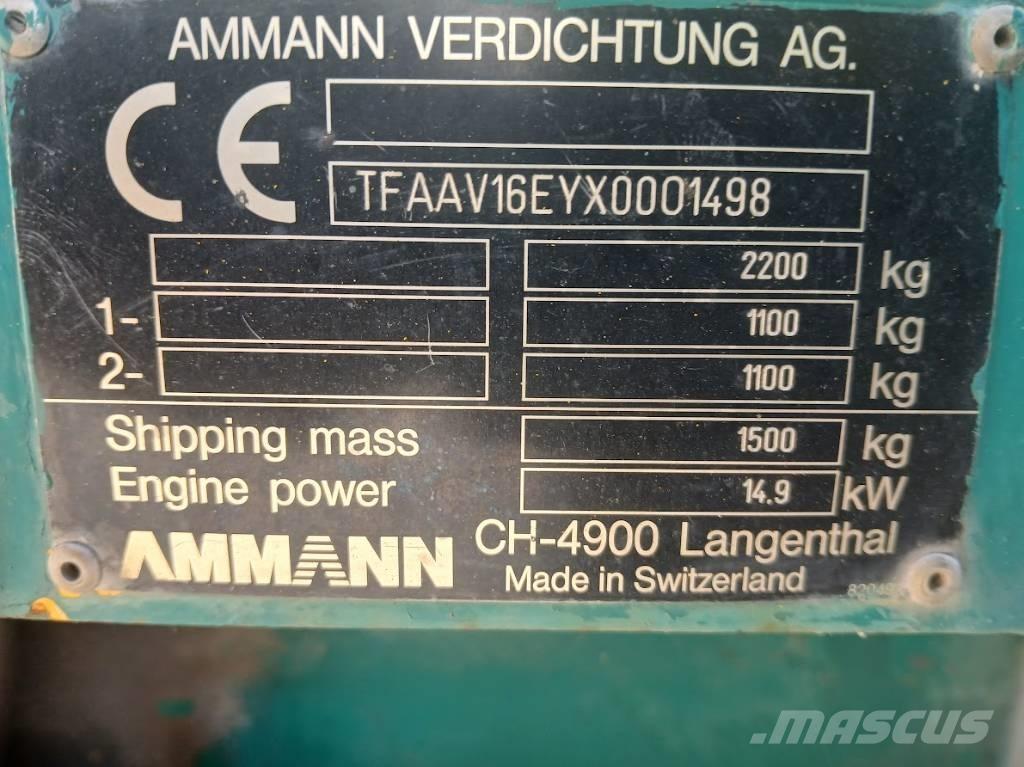 AMMANN VERDICHTUNG AG.
CE
TFAAV16EYX0001498
2200 kg
1- 1100 kg
2- 1100 kg
Shipping mass 1500 kg
Engine power 14.9 kW
AMMANN CH-4900 Langenthal
Made in Switzerland
MASCUS